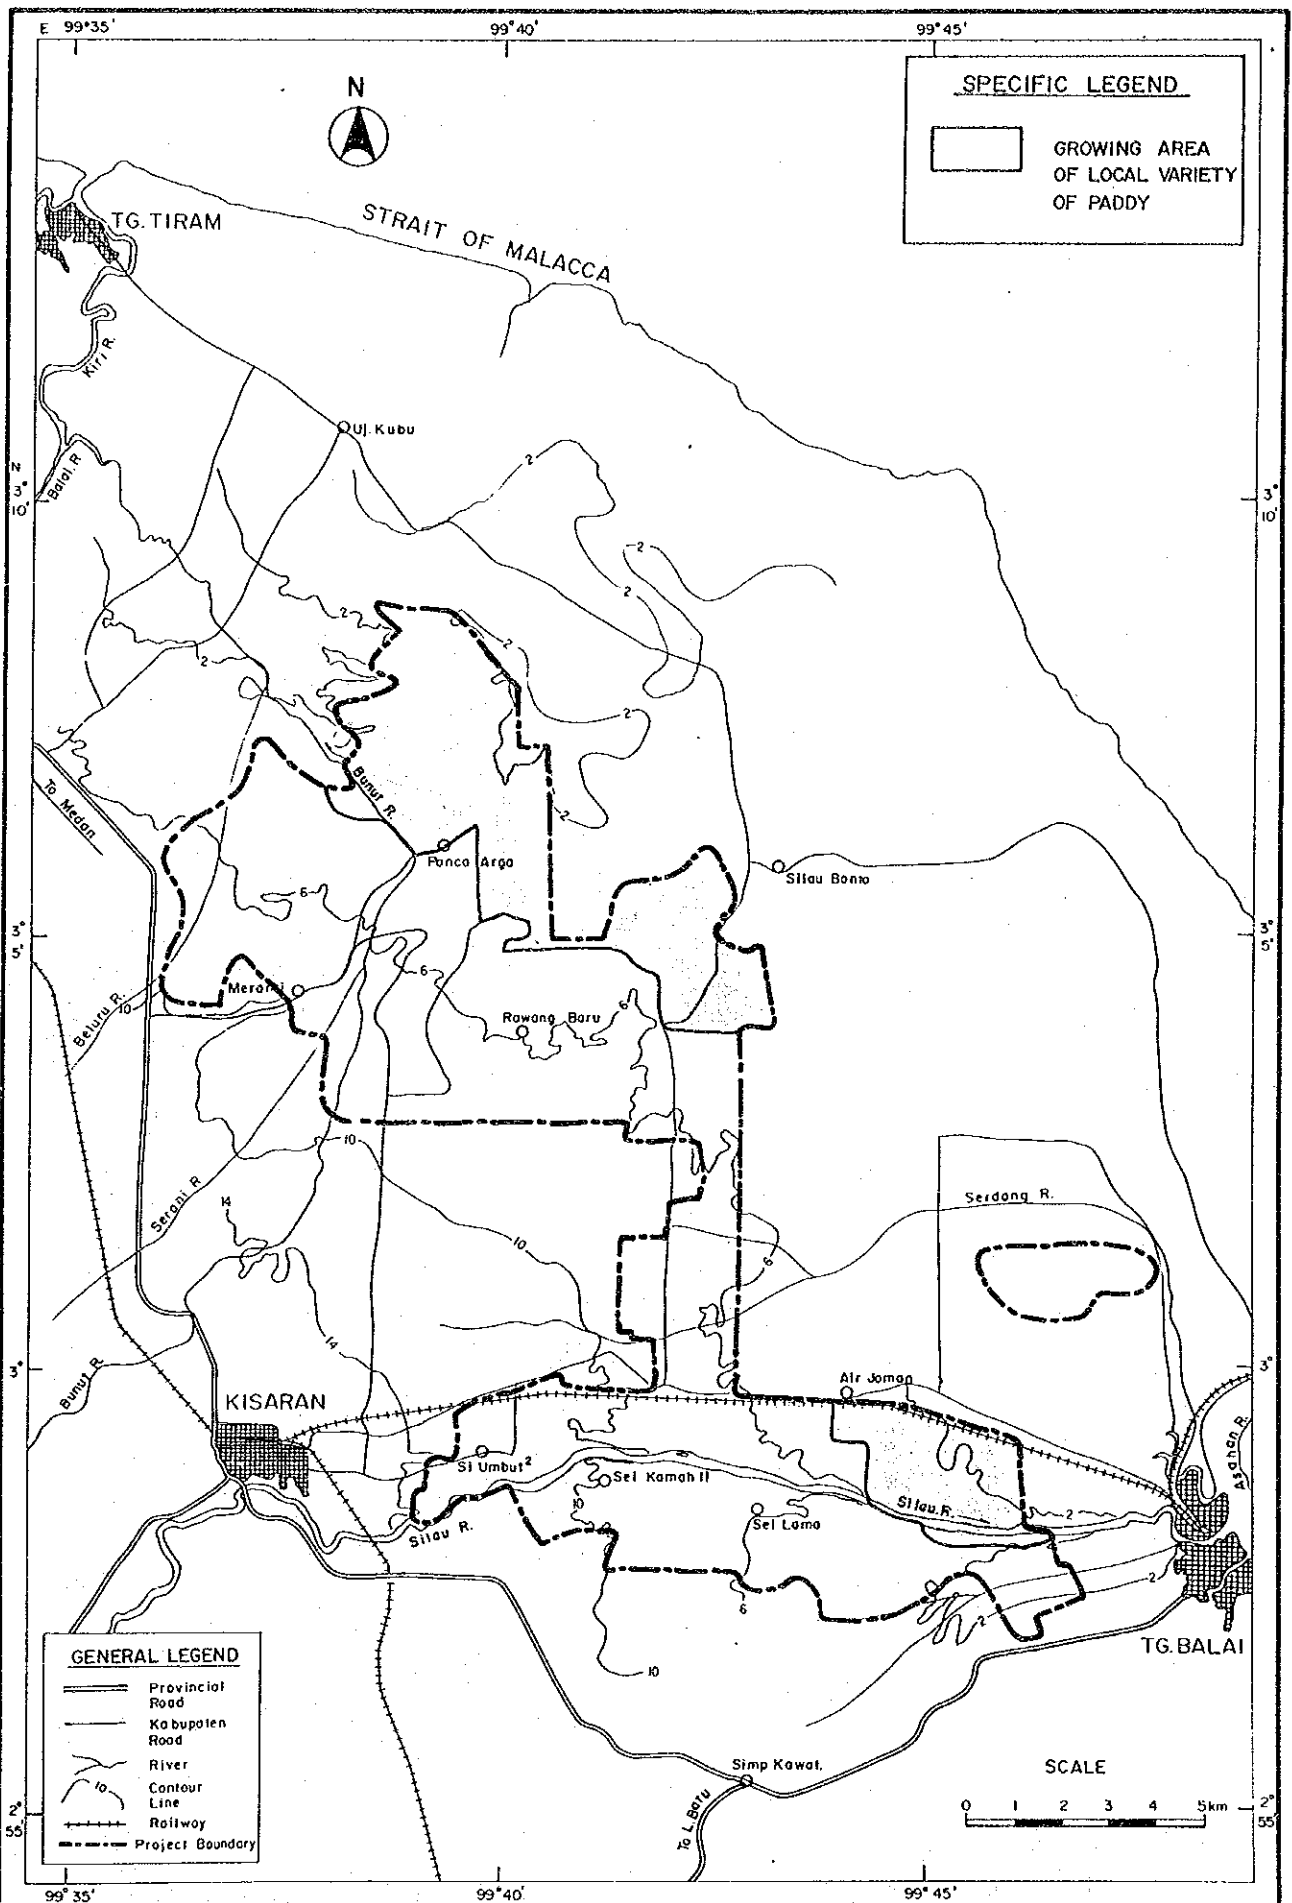 E 99°35'
99°40'
99°45'
SPECIFIC LEGEND
GROWING AREA
OF LOCAL VARIETY
OF PADDY
N
TG. TIRAM
STRAIT OF MALACCA
Kiri R.
Uj. Kubu
Balai R
N
3°
10'
3°
10'
2
2
2
2
2
2
2
2
To Medan
Bunut R.
Panca Arga
Silau Bonto
6
3°
5'
3°
5'
Meranti
6
6
Beluru R.
10
Rawang Baru
10
Serani R
14
Serdang R.
10
6
14
3°
3°
Bunut R.
KISARAN
Air Joman
Si Umbut²
Sei Kamah II
10
Sei Lama
Silau R.
Silau R.
2
Asahan R.
6
2
2
TG. BALAI
10
GENERAL LEGEND
Provincial
Road
Kabupaten
Road
River
10
Contour
Line
Railway
Project Boundary
Simp Kawat.
To L. Batu
SCALE
0 1 2 3 4 5km
2°
55'
2°
55'
99°35'
99°40'
99°45'